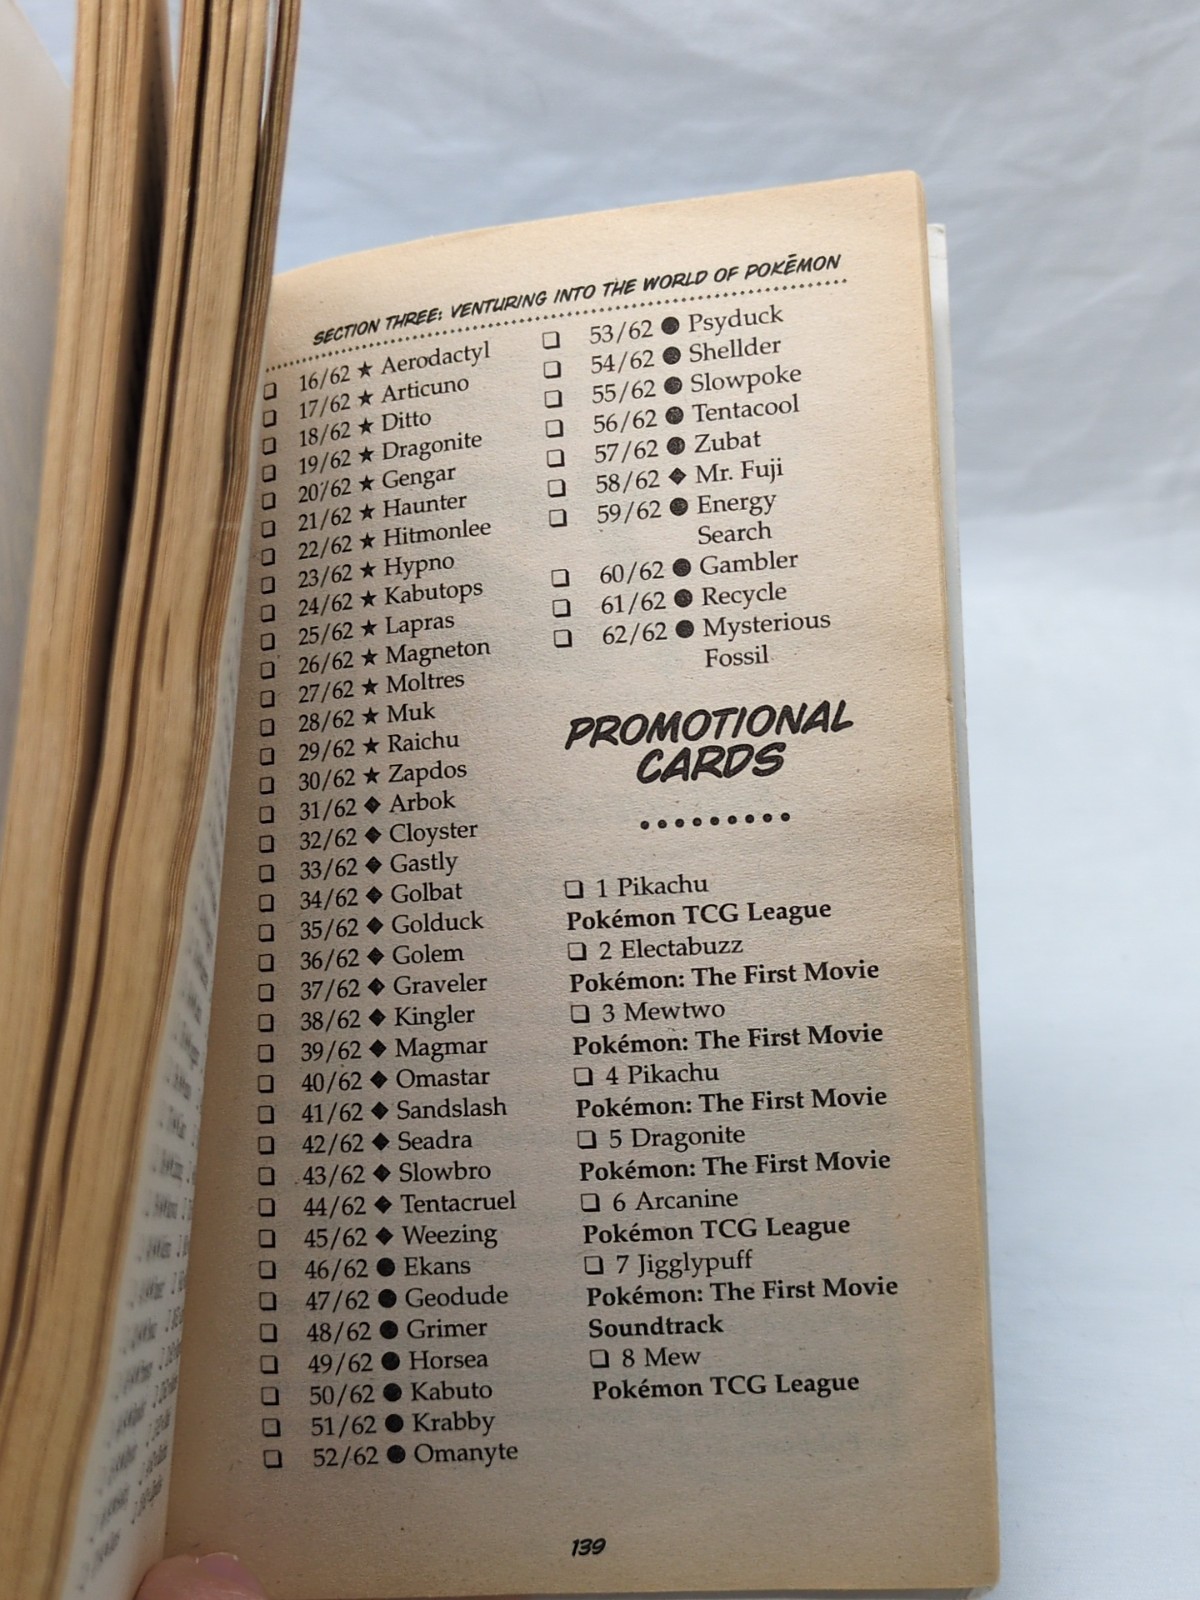 SECTION THREE: VENTURING INTO THE WORLD OF POKÉMON
❏ 16/62 ★ Aerodactyl
❏ 17/62 ★ Articuno
❏ 18/62 ★ Ditto
❏ 19/62 ★ Dragonite
❏ 20/62 ★ Gengar
❏ 21/62 ★ Haunter
❏ 22/62 ★ Hitmonlee
❏ 23/62 ★ Hypno
❏ 24/62 ★ Kabutops
❏ 25/62 ★ Lapras
❏ 26/62 ★ Magneton
❏ 27/62 ★ Moltres
❏ 28/62 ★ Muk
❏ 29/62 ★ Raichu
❏ 30/62 ★ Zapdos
❏ 31/62 ◆ Arbok
❏ 32/62 ◆ Cloyster
❏ 33/62 ◆ Gastly
❏ 34/62 ◆ Golbat
❏ 35/62 ◆ Golduck
❏ 36/62 ◆ Golem
❏ 37/62 ◆ Graveler
❏ 38/62 ◆ Kingler
❏ 39/62 ◆ Magmar
❏ 40/62 ◆ Omastar
❏ 41/62 ◆ Sandslash
❏ 42/62 ◆ Seadra
❏ 43/62 ◆ Slowbro
❏ 44/62 ◆ Tentacruel
❏ 45/62 ◆ Weezing
❏ 46/62 ● Ekans
❏ 47/62 ● Geodude
❏ 48/62 ● Grimer
❏ 49/62 ● Horsea
❏ 50/62 ● Kabuto
❏ 51/62 ● Krabby
❏ 52/62 ● Omanyte
❏ 53/62 ● Psyduck
❏ 54/62 ● Shellder
❏ 55/62 ● Slowpoke
❏ 56/62 ● Tentacool
❏ 57/62 ● Zubat
❏ 58/62 ◆ Mr. Fuji
❏ 59/62 ● Energy
Search
❏ 60/62 ● Gambler
❏ 61/62 ● Recycle
❏ 62/62 ● Mysterious
Fossil
PROMOTIONAL
CARDS
❏ 1 Pikachu
Pokémon TCG League
❏ 2 Electabuzz
Pokémon: The First Movie
❏ 3 Mewtwo
Pokémon: The First Movie
❏ 4 Pikachu
Pokémon: The First Movie
❏ 5 Dragonite
Pokémon: The First Movie
❏ 6 Arcanine
Pokémon TCG League
❏ 7 Jigglypuff
Pokémon: The First Movie
Soundtrack
❏ 8 Mew
Pokémon TCG League
139